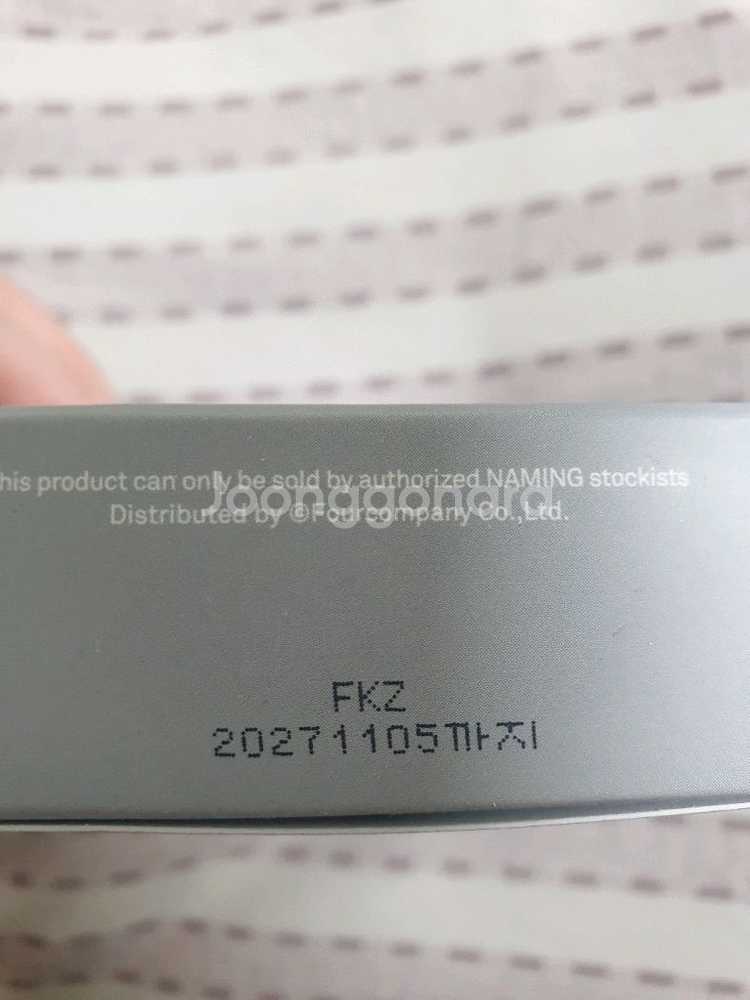 his product can only be sold by authorized NAMING stockists
Joonggonara
Distributed by ©Fourcompany Co.,Ltd.
FKZ
20271105까지